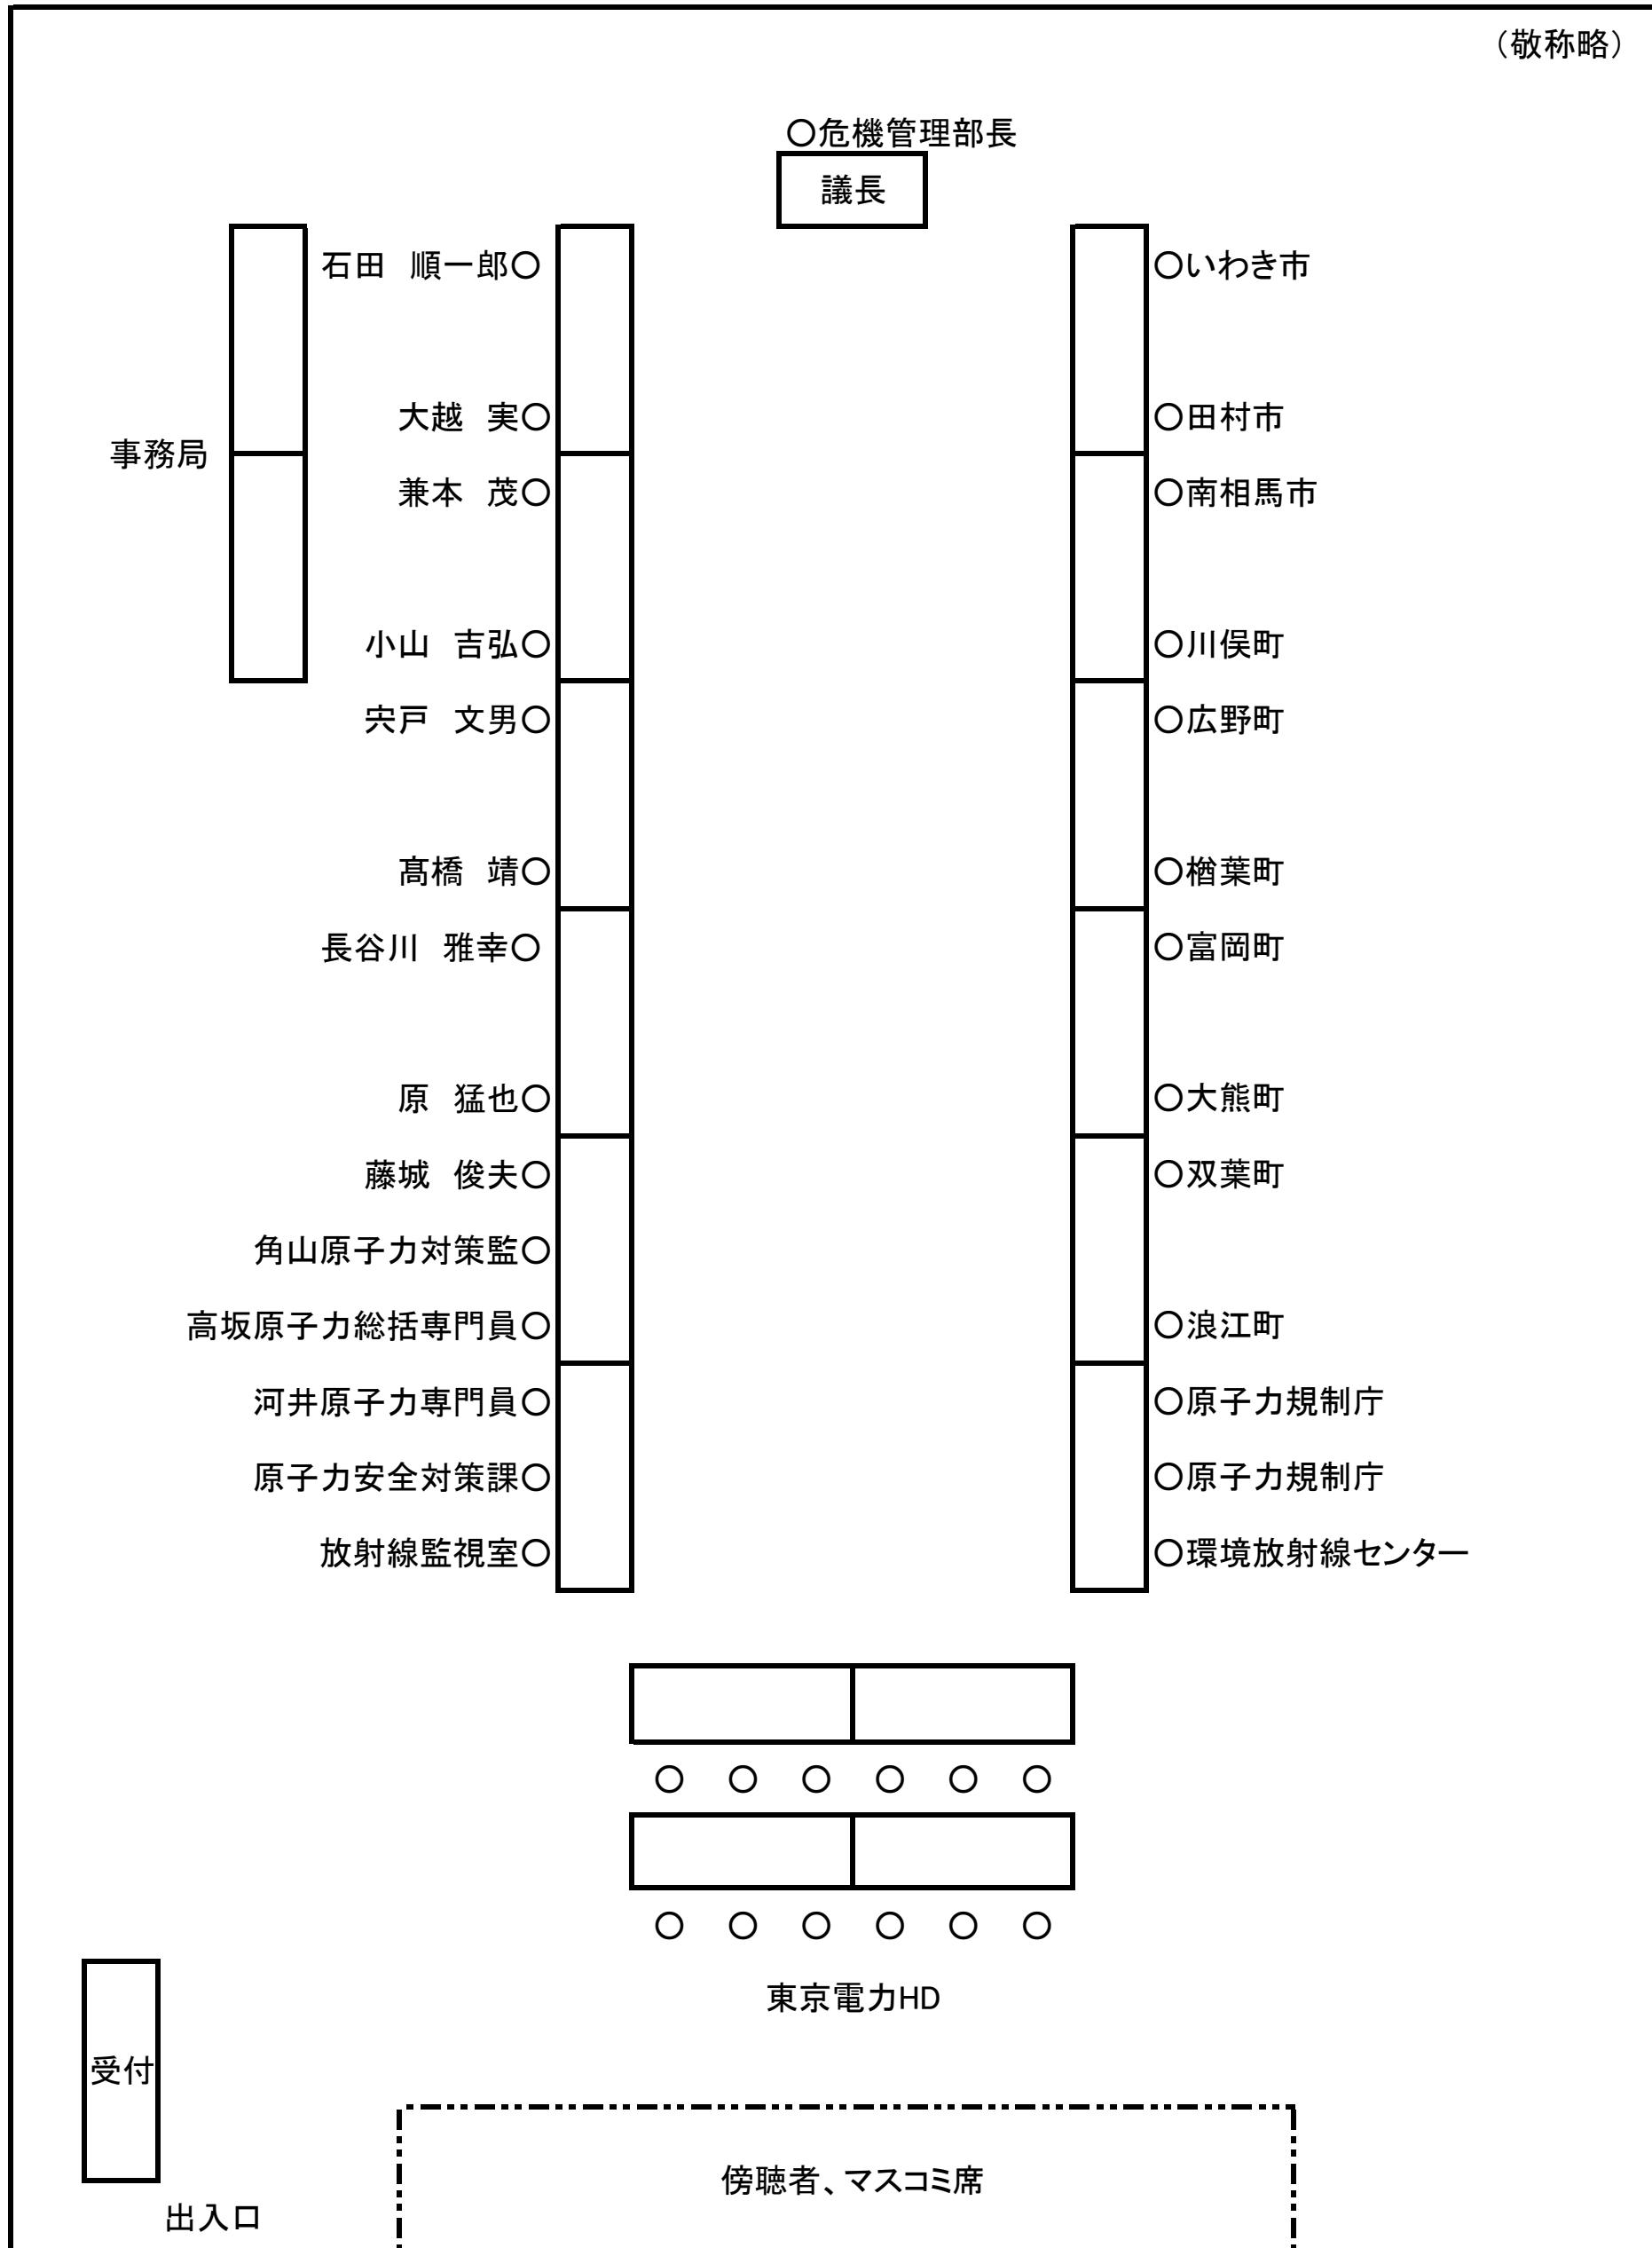 （敬称略）
○危機管理部長
議長
石田　順一郎○
○いわき市
大越　実○
○田村市
事務局
兼本　茂○
○南相馬市
小山　吉弘○
○川俣町
宍戸　文男○
○広野町
髙橋　靖○
○楢葉町
長谷川　雅幸○
○富岡町
原　猛也○
○大熊町
藤城　俊夫○
○双葉町
角山原子力対策監○
高坂原子力総括専門員○
○浪江町
河井原子力専門員○
○原子力規制庁
原子力安全対策課○
○原子力規制庁
放射線監視室○
○環境放射線センター
○　○　○　○　○　○
○　○　○　○　○　○
東京電力HD
受付
傍聴者、マスコミ席
出入口